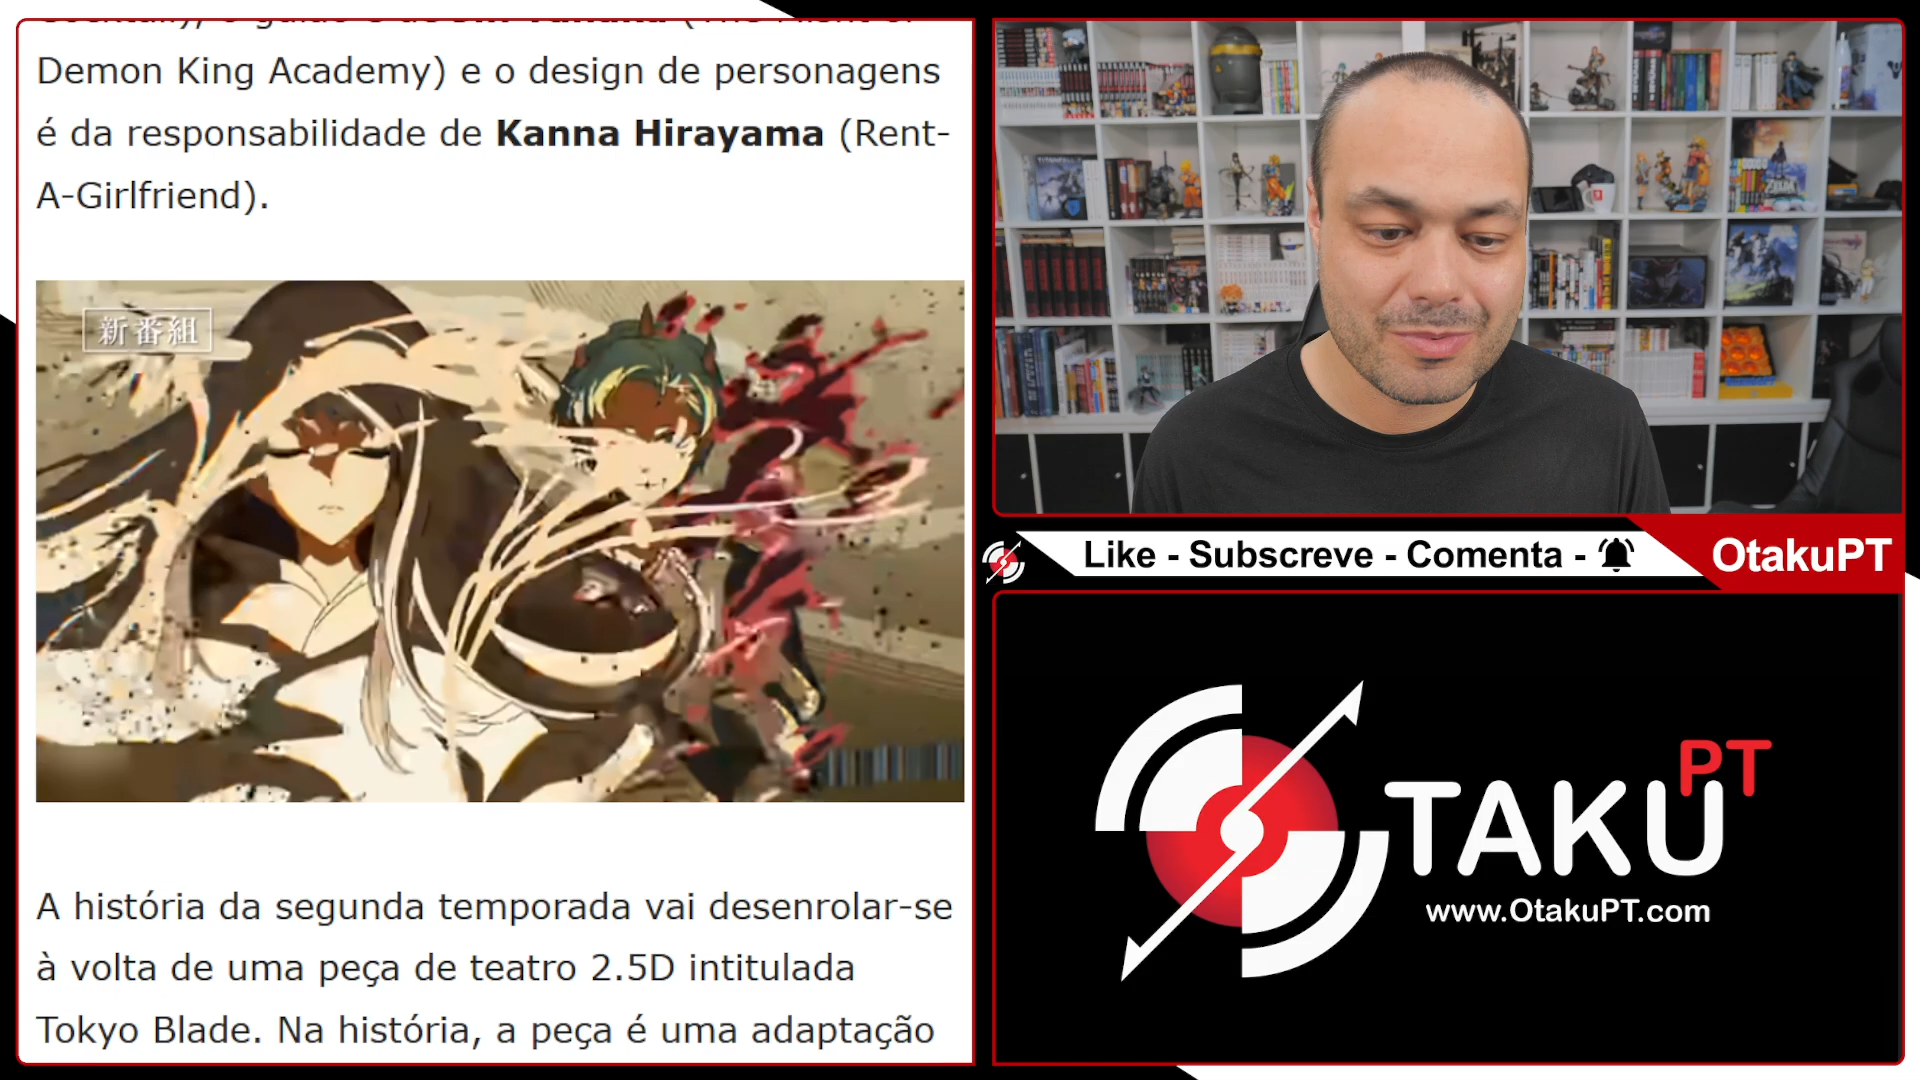 Demon King Academy) e o design de personagens
é da responsabilidade de Kanna Hirayama (Rent-
A-Girlfriend).
新番組
A história da segunda temporada vai desenrolar-se
à volta de uma peça de teatro 2.5D intitulada
Tokyo Blade. Na história, a peça é uma adaptação
Like - Subscreve - Comenta -
OtakuPT
OTAKU PT
www.OtakuPT.com